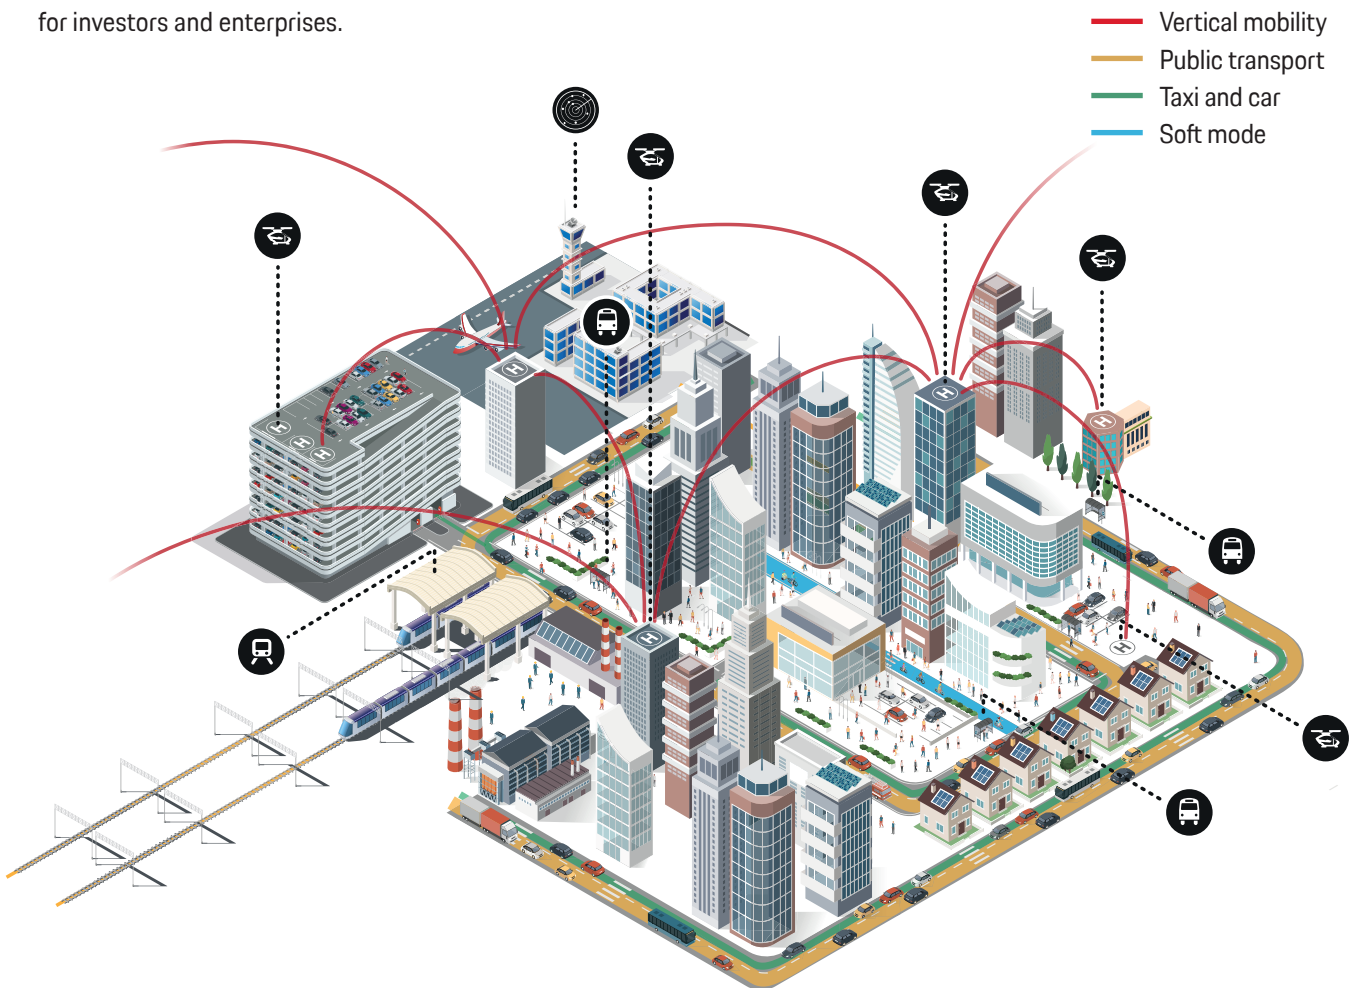 for investors and enterprises.
Vertical mobility
Public transport
Taxi and car
Soft mode
H
H
H
H
H
H
H
H